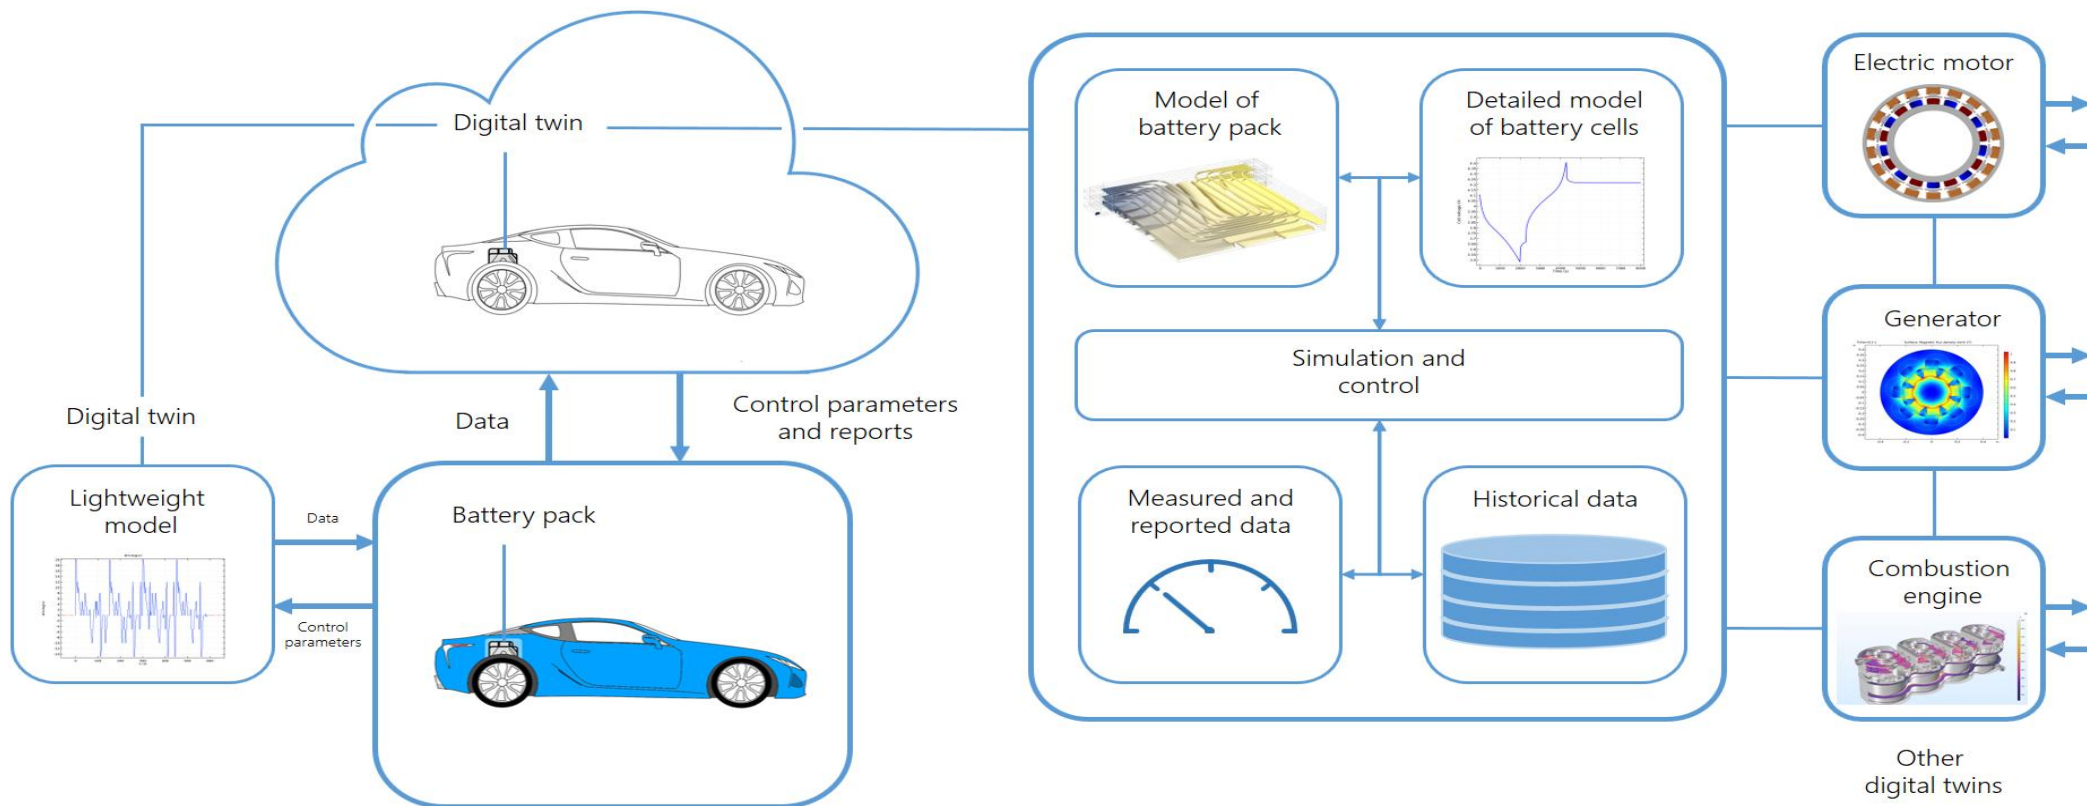 Digital twin
Digital twin
Lightweight
model
Data
Control
parameters
Data
Control parameters
and reports
Battery pack
Model of
battery pack
Detailed model
of battery cells
Simulation and
control
Measured and
reported data
Historical data
Electric motor
Generator
Combustion
engine
Other
digital twins